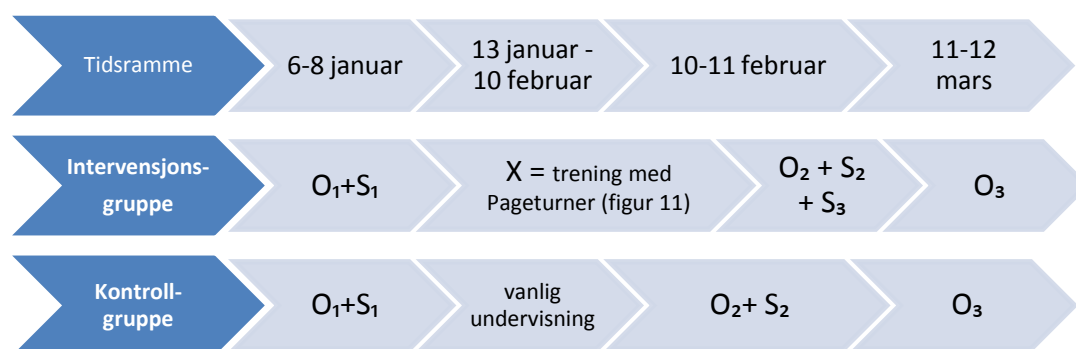 Tidsramme
6-8 januar
13 januar -
10 februar
10-11 februar
11-12
mars
Intervensjons-
gruppe
O₁+S₁
X = trening med
Pageturner (figur 11)
O₂ + S₂
+ S₃
O₃
Kontroll-
gruppe
O₁+S₁
vanlig
undervisning
O₂+ S₂
O₃